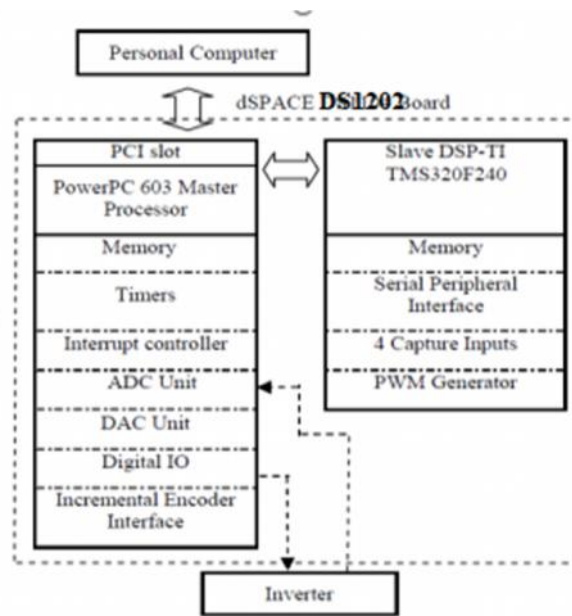 Personal Computer
dSPACE DS1202 Board
PCI slot
PowerPC 603 Master
Processor
Memory
Timers
Interrupt controller
ADC Unit
DAC Unit
Digital IO
Incremental Encoder
Interface
Slave DSP-TI
TMS320F240
Memory
Serial Peripheral
Interface
4 Capture Inputs
PWM Generator
Inverter